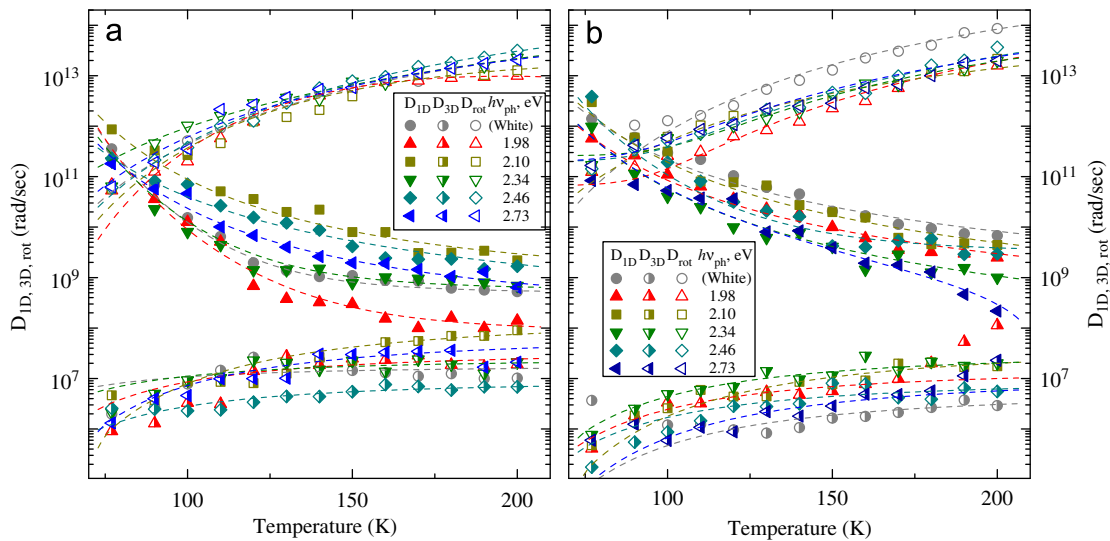 a
b
D1D D3D Drot hνph, eV
(White)
1.98
2.10
2.34
2.46
2.73
D1D D3D Drot hνph, eV
(White)
1.98
2.10
2.34
2.46
2.73
10^13
10^11
10^9
10^7
10^13
10^11
10^9
10^7
D1D, 3D, rot (rad/sec)
D1D, 3D, rot (rad/sec)
100
150
200
100
150
200
Temperature (K)
Temperature (K)